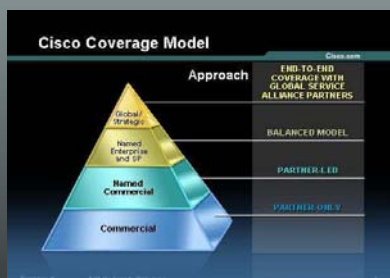 Cisco Coverage Model
Cisco.com
Approach
END-TO-END
COVERAGE WITH
GLOBAL SERVICE
ALLIANCE PARTNERS
Global/
Strategic
BALANCED MODEL
Named
Enterprise
and SP
PARTNER-LED
Named
Commercial
PARTNER-ONLY
Commercial